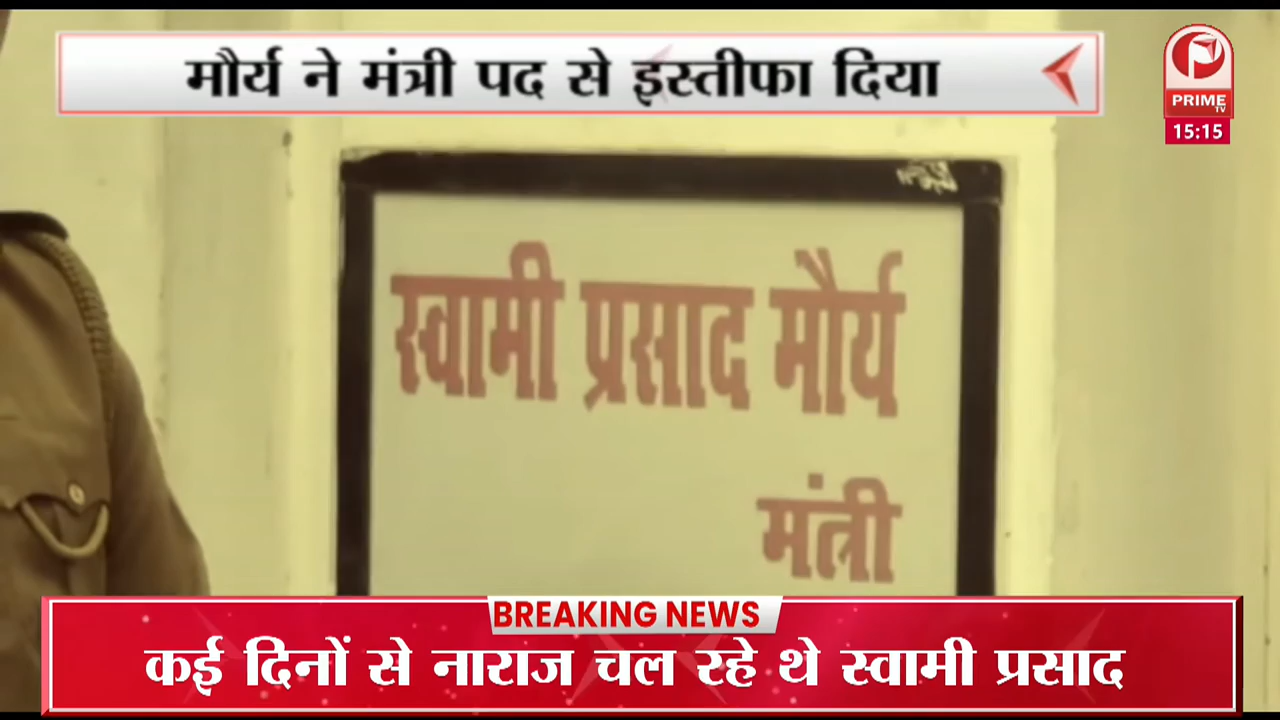 मौर्य ने मंत्री पद से इस्तीफा दिया
PRIME
TV
15:15
स्वामी प्रसाद मौर्य
मंत्री
BREAKING NEWS
कई दिनों से नाराज चल रहे थे स्वामी प्रसाद